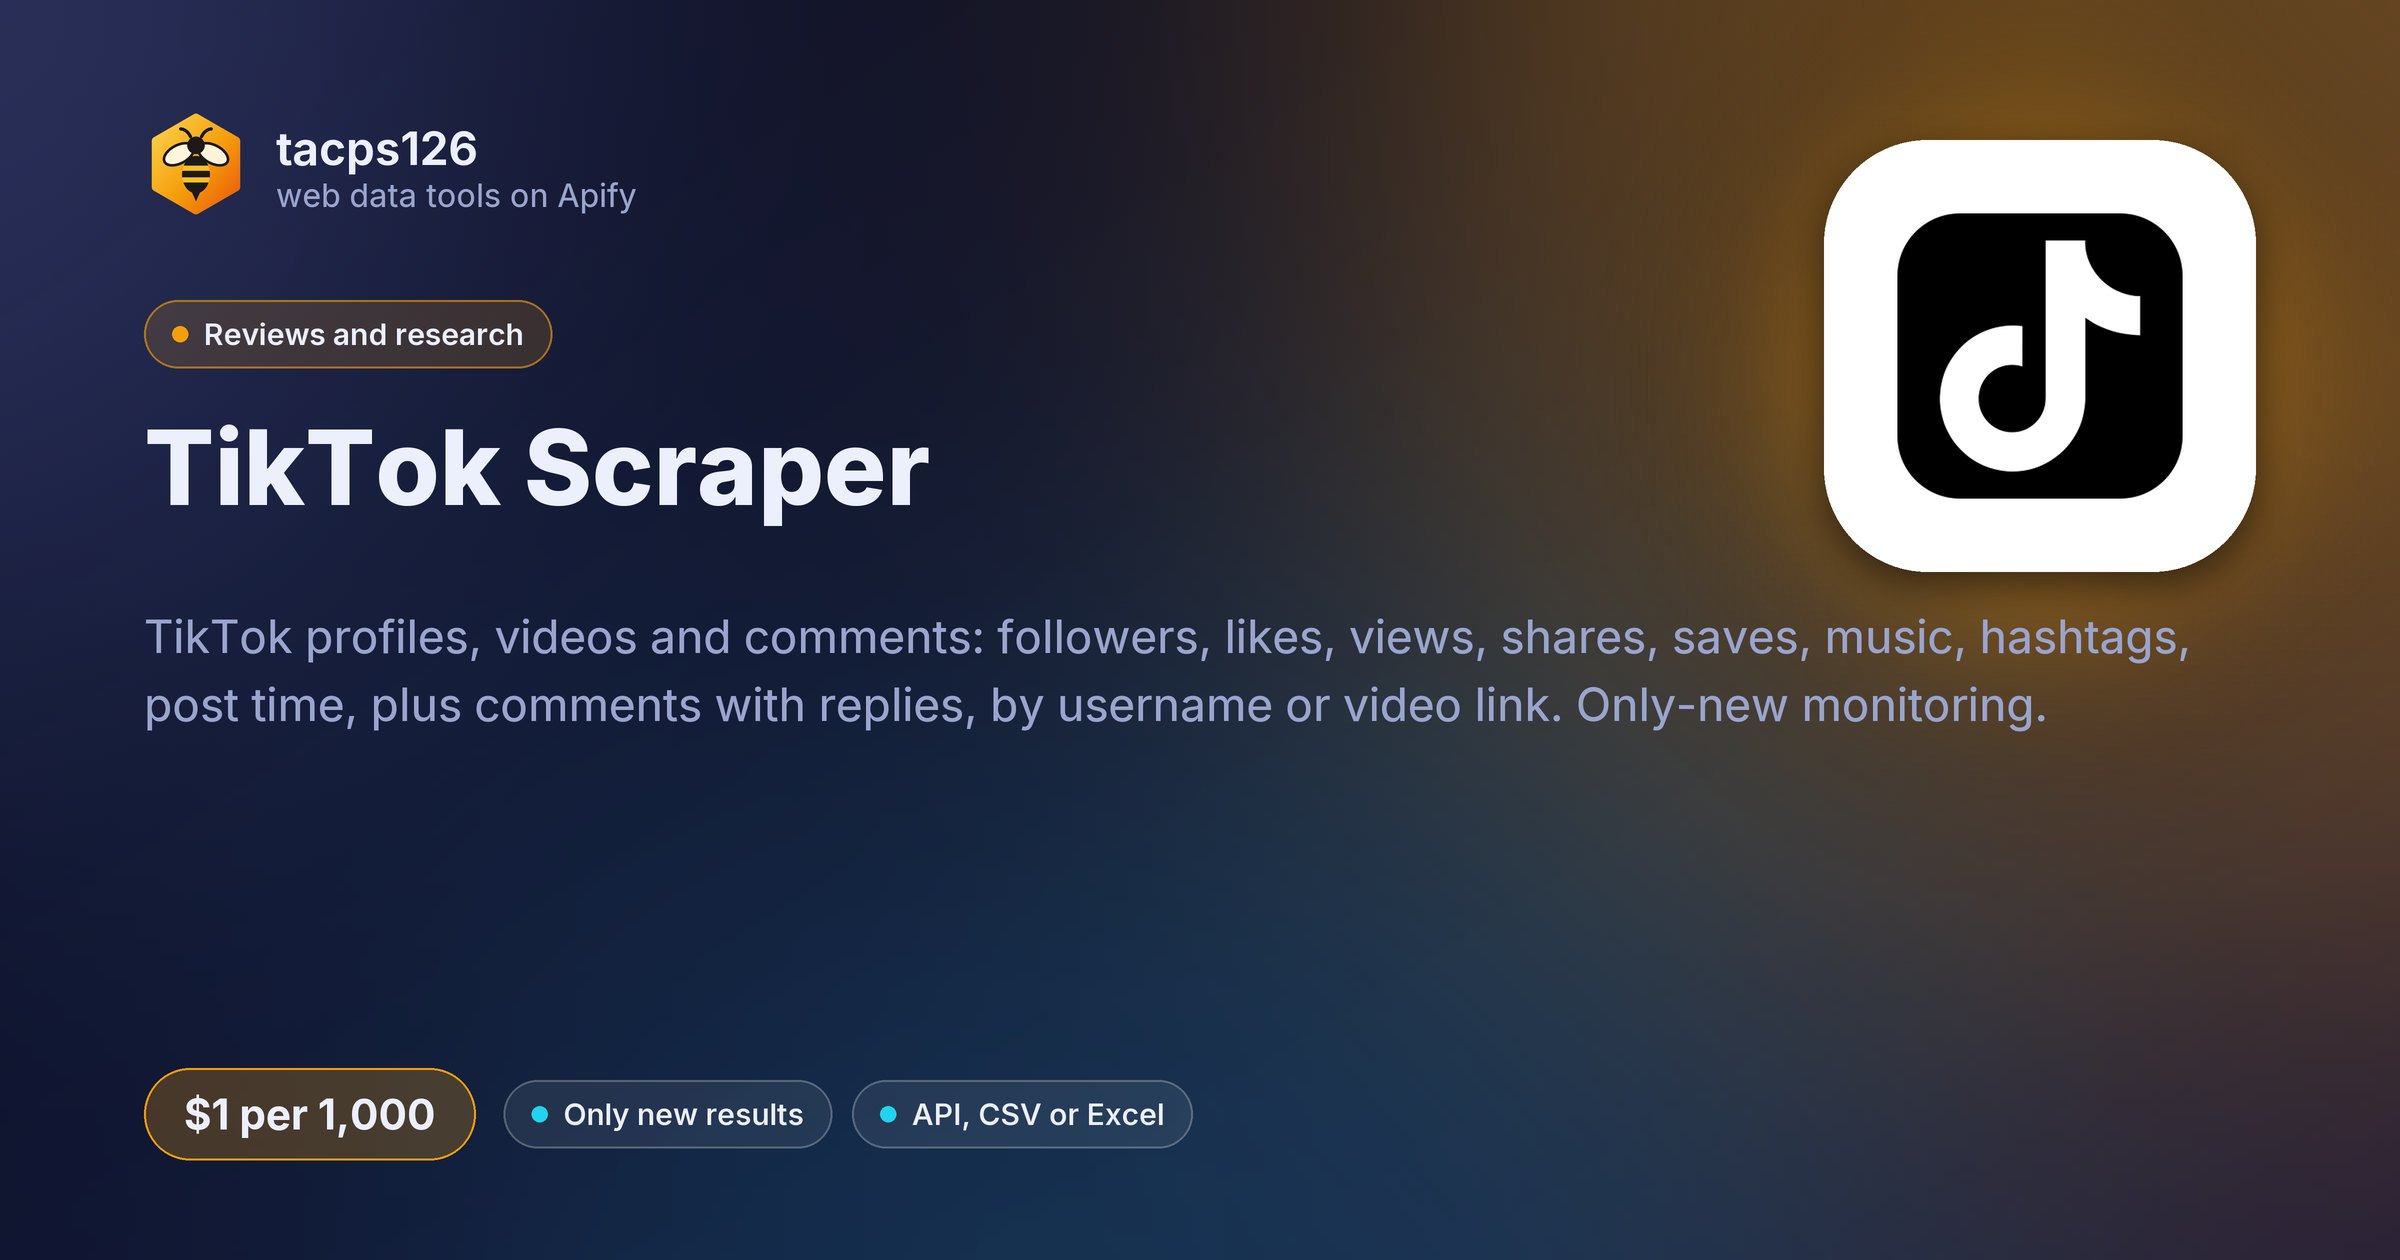 tacps126
web data tools on Apify
Reviews and research
TikTok Scraper
TikTok profiles, videos and comments: followers, likes, views, shares, saves, music, hashtags,
post time, plus comments with replies, by username or video link. Only-new monitoring.
$1 per 1,000
Only new results
API, CSV or Excel